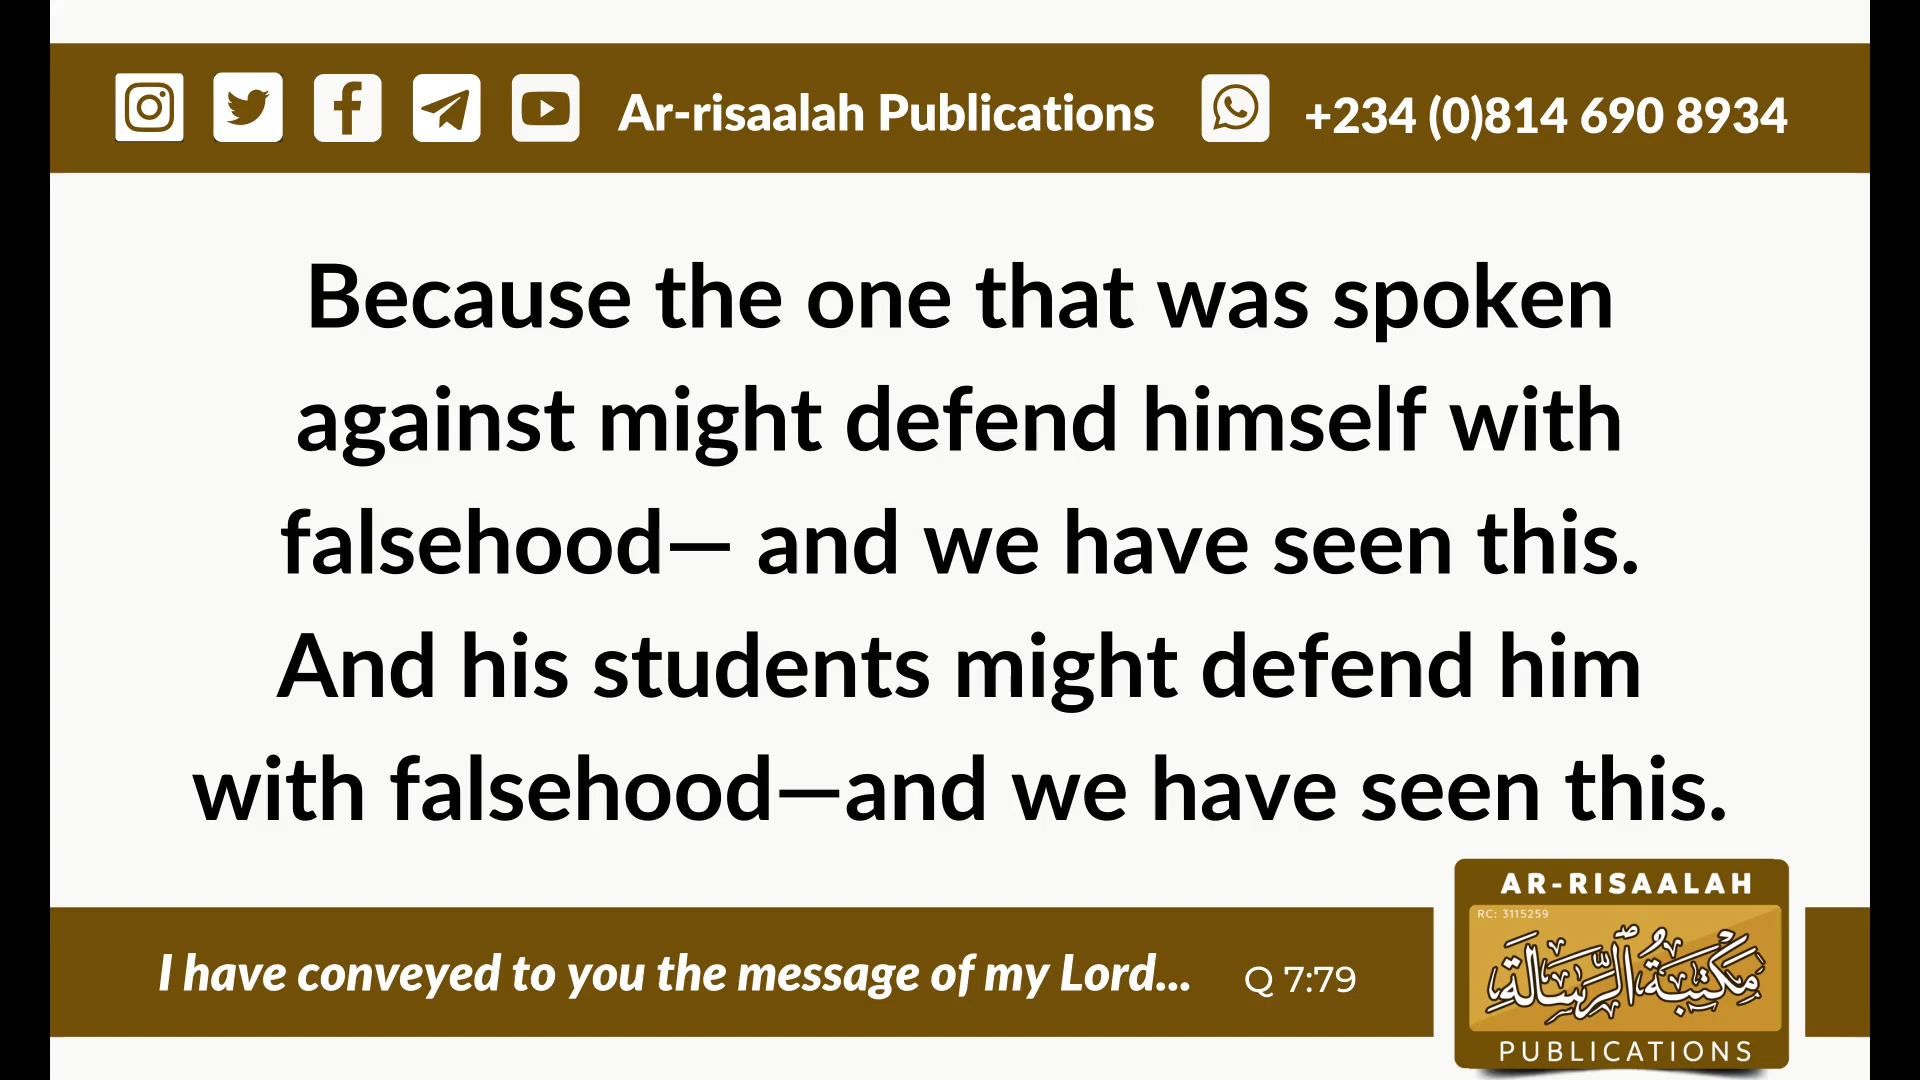 Ar-risaalah Publications +234 (0)814 690 8934
Because the one that was spoken
against might defend himself with
falsehood— and we have seen this.
And his students might defend him
with falsehood—and we have seen this.
I have conveyed to you the message of my Lord... Q 7:79
AR-RISAALAH
RC: 3115259
مَكْتَبَةُ الرِّسَالَةِ
PUBLICATIONS